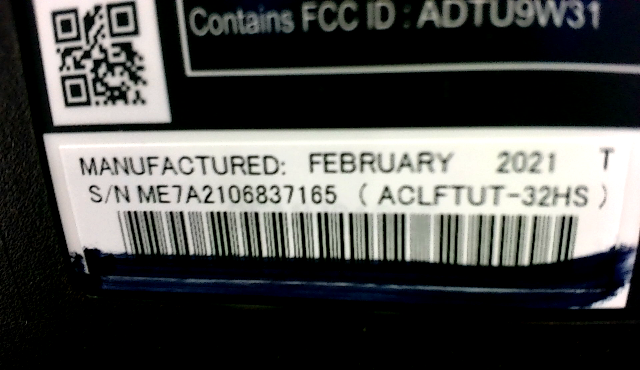 Contains FCC ID : ADTU9W31
MANUFACTURED: FEBRUARY 2021 T
S/N ME7A2106837165 ( ACLFTUT-32HS )